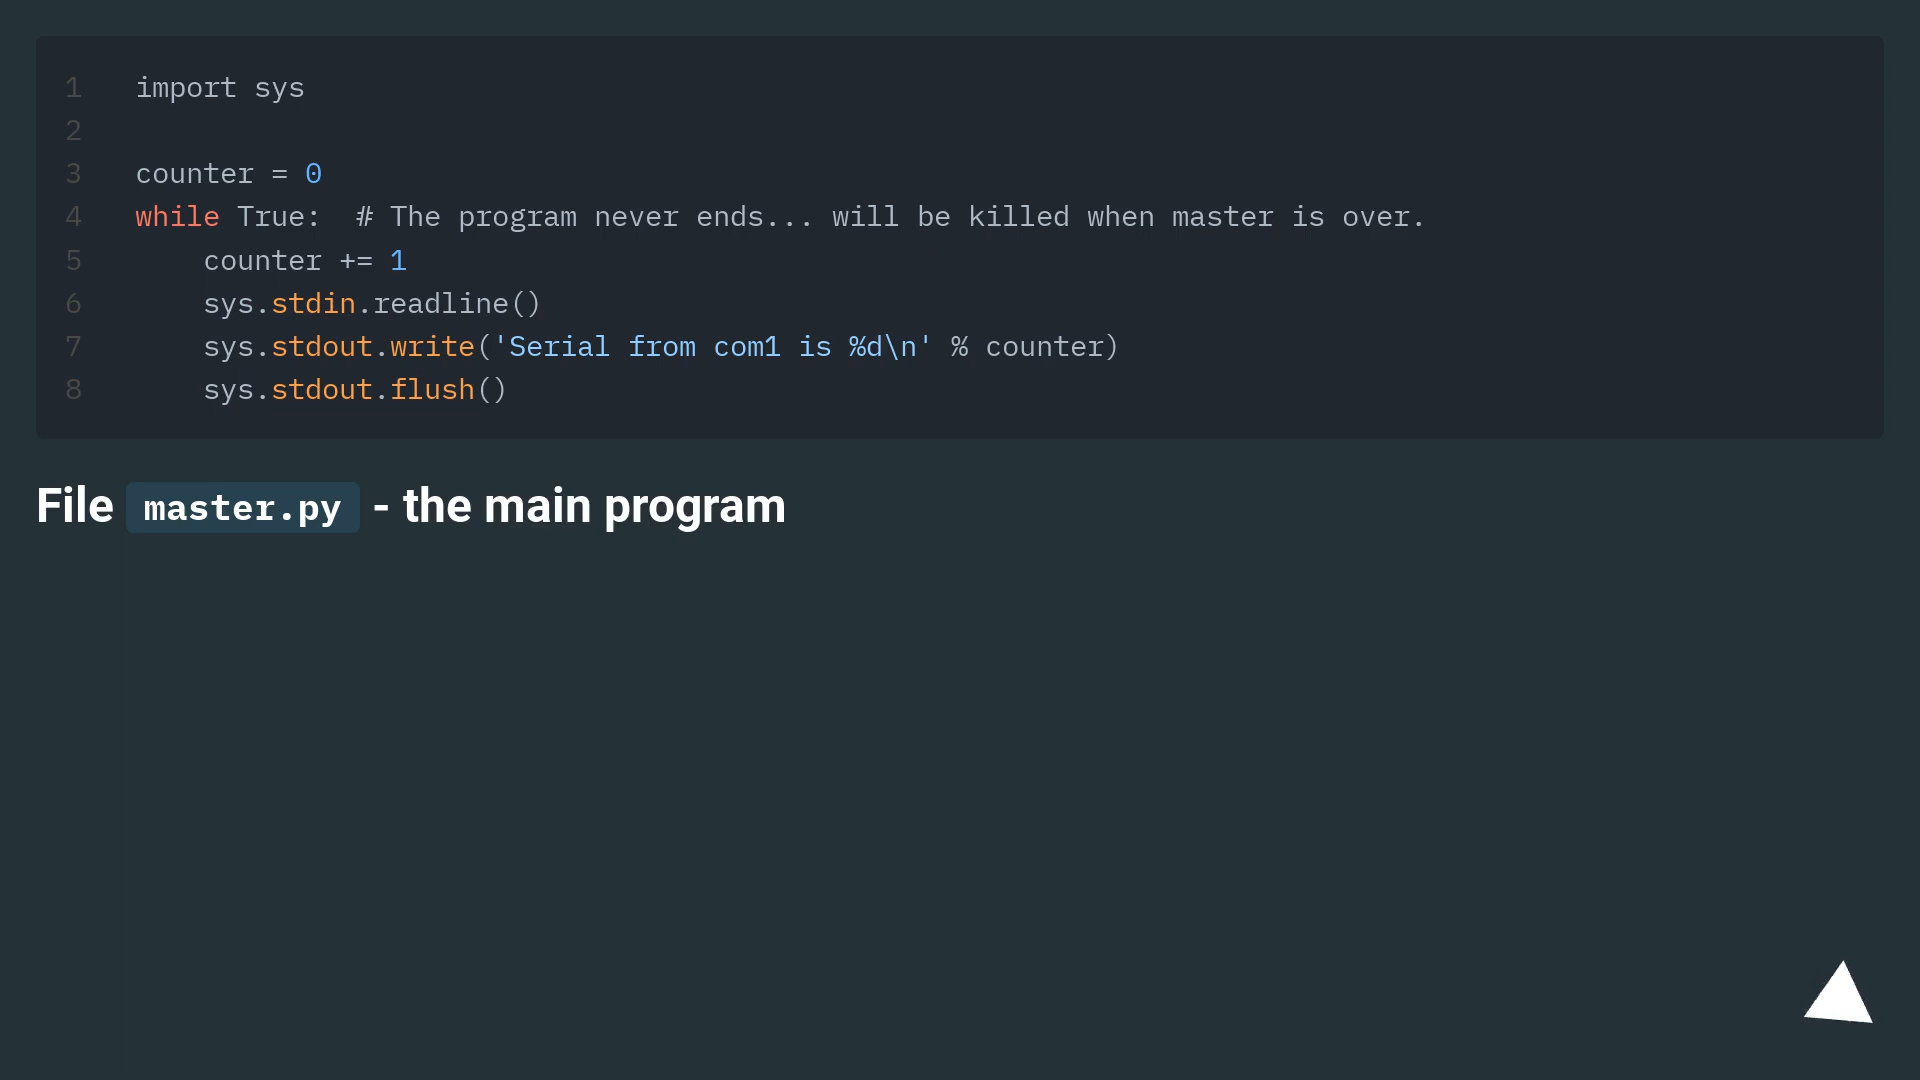 1 import sys
2
3 counter = 0
4 while True:  # The program never ends... will be killed when master is over.
5     counter += 1
6     sys.stdin.readline()
7     sys.stdout.write('Serial from com1 is %d\n' % counter)
8     sys.stdout.flush()
File master.py - the main program